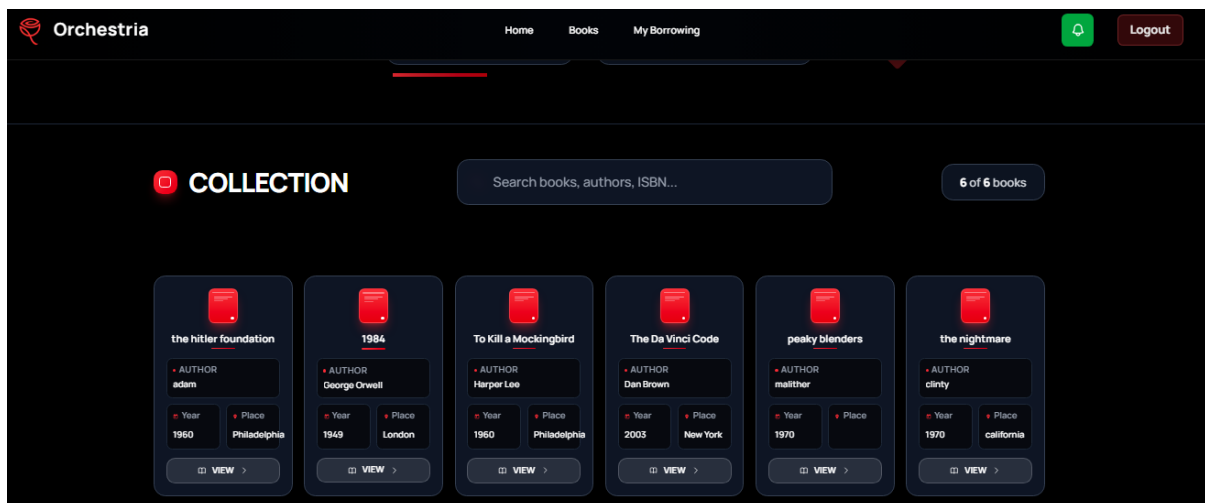 Orchestria
Home Books My Borrowing
Logout
COLLECTION
Search books, authors, ISBN...
6 of 6 books
the hitler foundation
AUTHOR
adam
Year Place
1960 Philadelphia
VIEW
1984
AUTHOR
George Orwell
Year Place
1949 London
VIEW
To Kill a Mockingbird
AUTHOR
Harper Lee
Year Place
1960 Philadelphia
VIEW
The Da Vinci Code
AUTHOR
Dan Brown
Year Place
2003 New York
VIEW
peaky blenders
AUTHOR
malither
Year Place
1970
VIEW
the nightmare
AUTHOR
clinty
Year Place
1970 california
VIEW